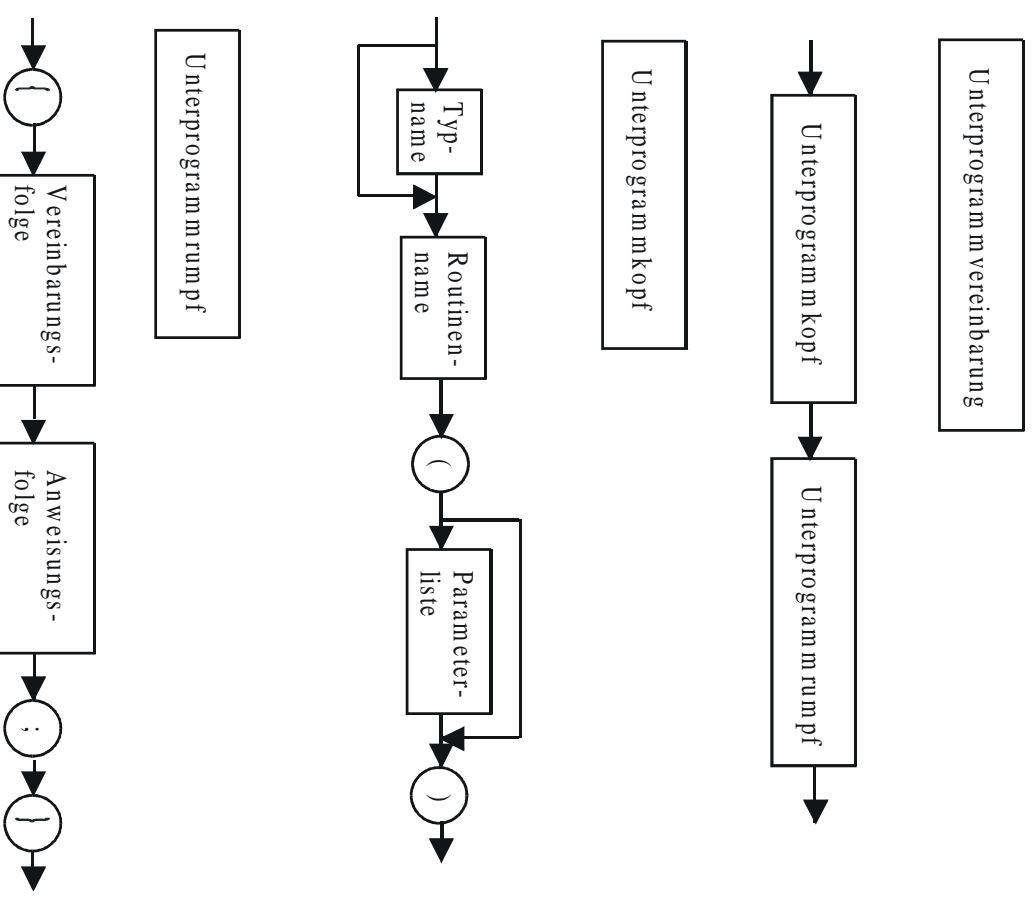 Unterprogrammvereinbarung
Unterprogrammkopf
Unterprogrammrumpf
Unterprogrammkopf
Typ-
name
Routinen-
name
(
Parameter-
liste
)
Unterprogrammrumpf
{
Vereinbarungs-
folge
Anweisungs-
folge
;
}